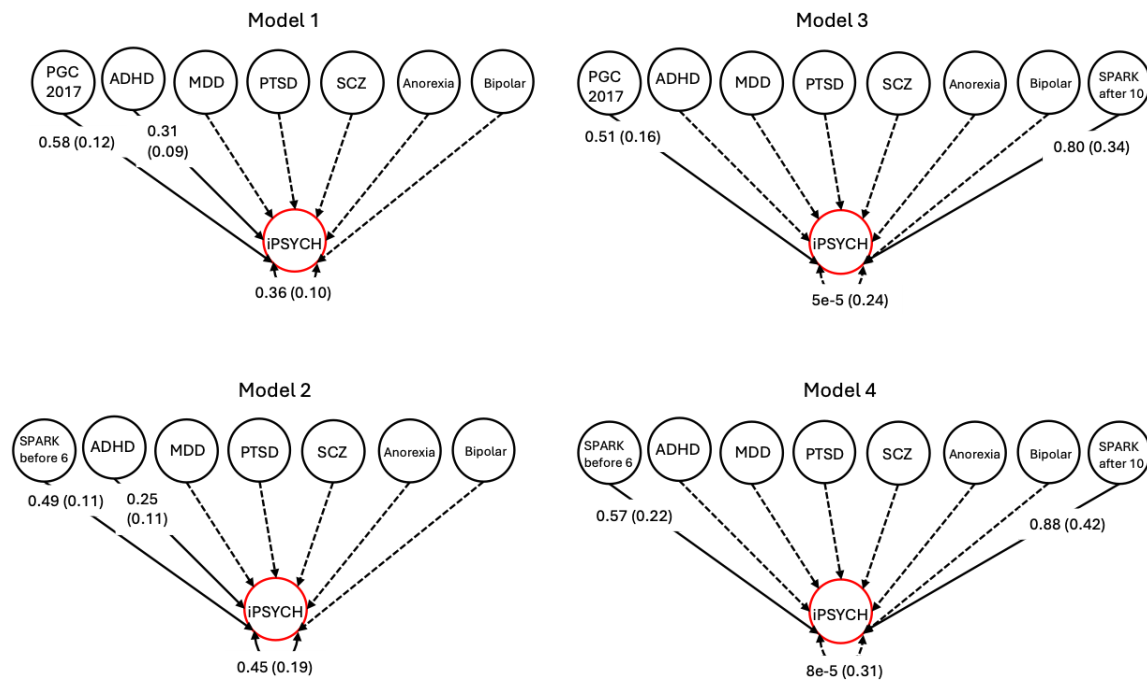 Model 1
PGC
2017
ADHD
MDD
PTSD
SCZ
Anorexia
Bipolar
0.58 (0.12)
0.31
(0.09)
iPSYCH
0.36 (0.10)
Model 3
PGC
2017
ADHD
MDD
PTSD
SCZ
Anorexia
Bipolar
SPARK
after 10
0.51 (0.16)
0.80 (0.34)
iPSYCH
5e-5 (0.24)
Model 2
SPARK
before 6
ADHD
MDD
PTSD
SCZ
Anorexia
Bipolar
0.49 (0.11)
0.25
(0.11)
iPSYCH
0.45 (0.19)
Model 4
SPARK
before 6
ADHD
MDD
PTSD
SCZ
Anorexia
Bipolar
SPARK
after 10
0.57 (0.22)
0.88 (0.42)
iPSYCH
8e-5 (0.31)